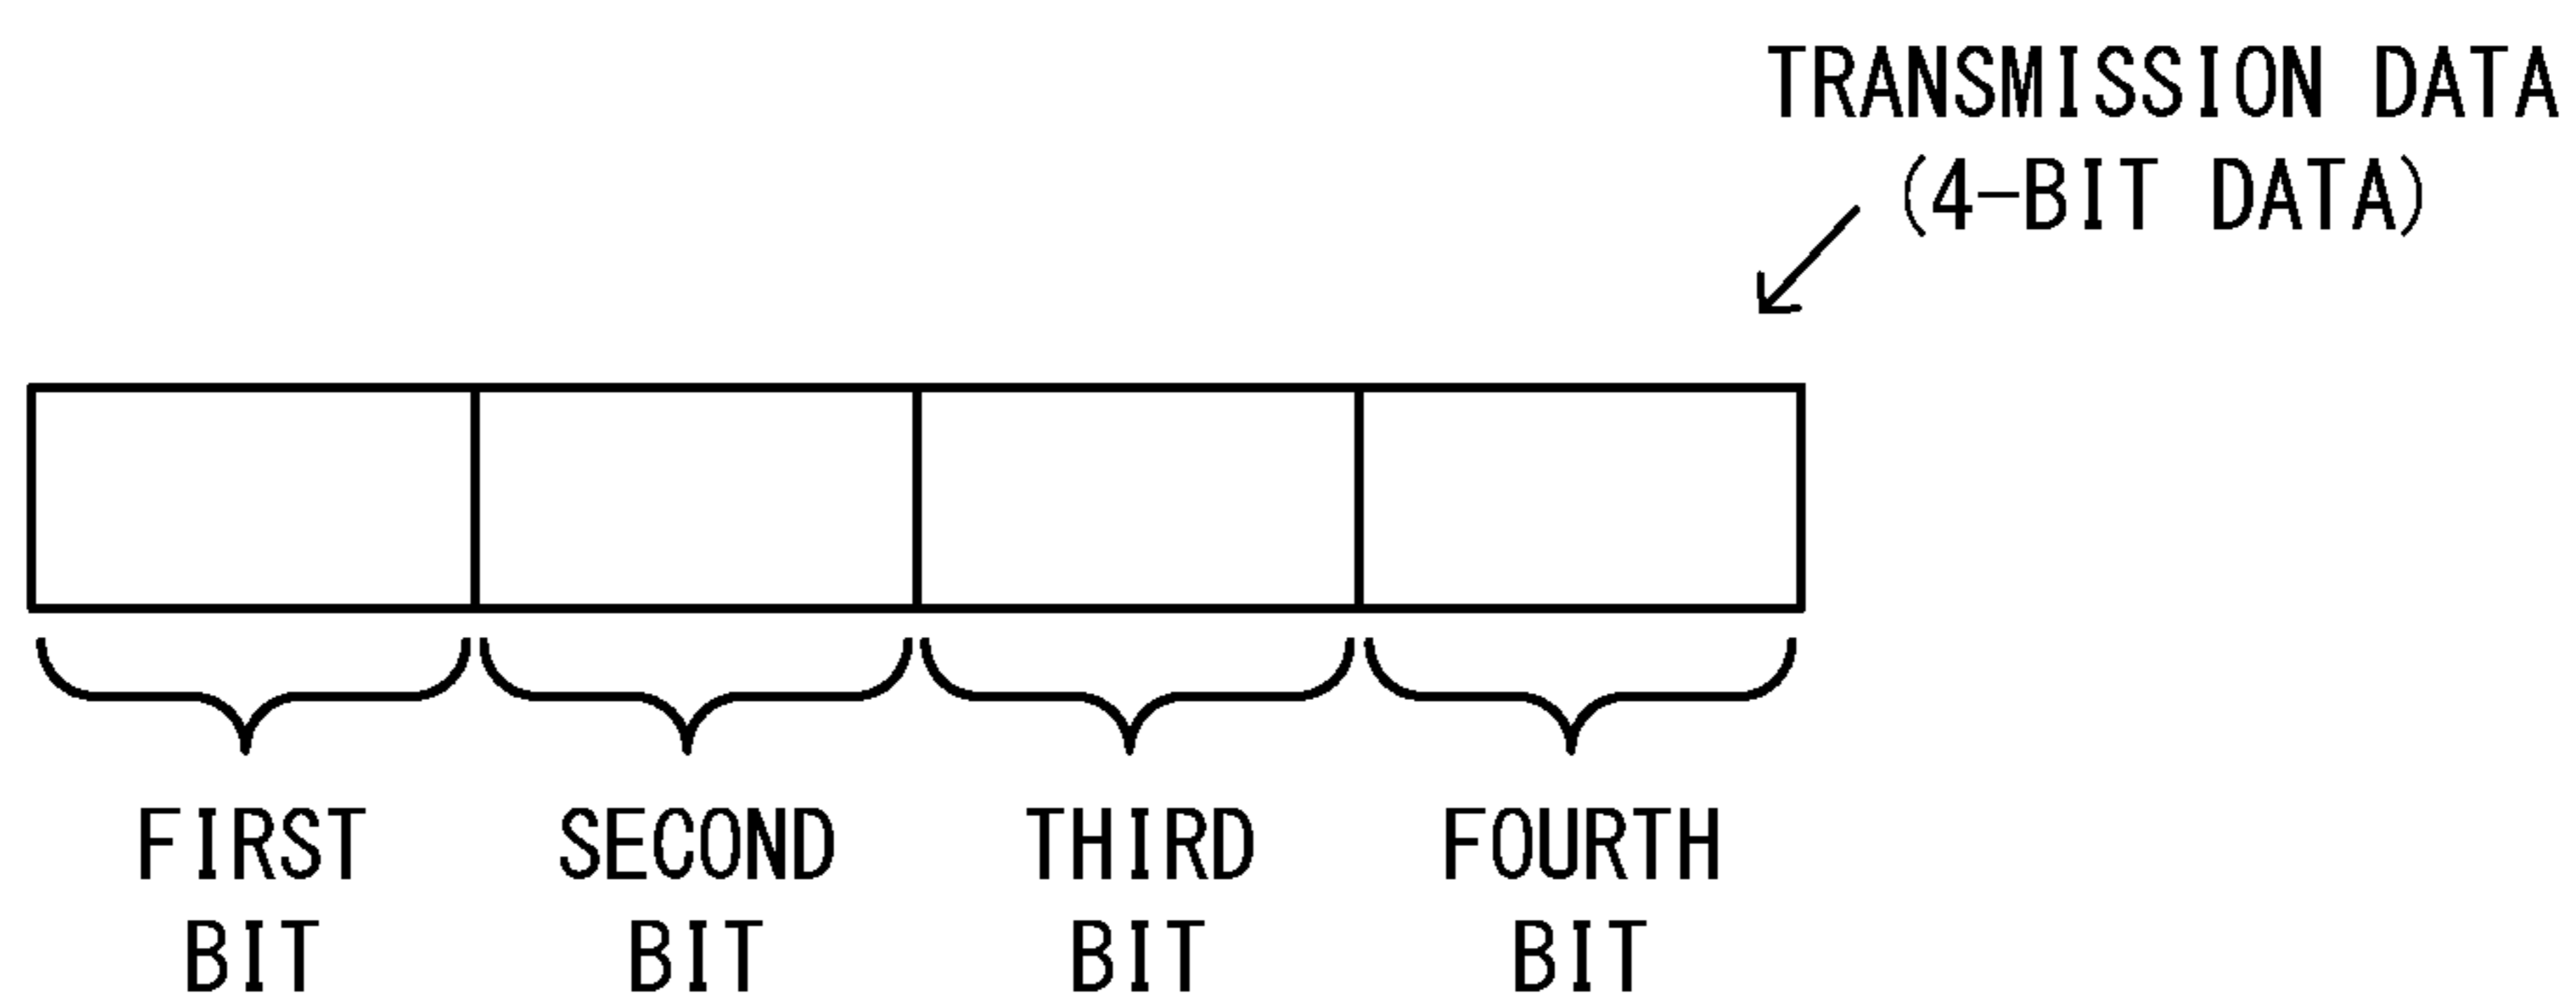 TRANSMISSION DATA
(4-BIT DATA)
FIRST BIT
SECOND BIT
THIRD BIT
FOURTH BIT